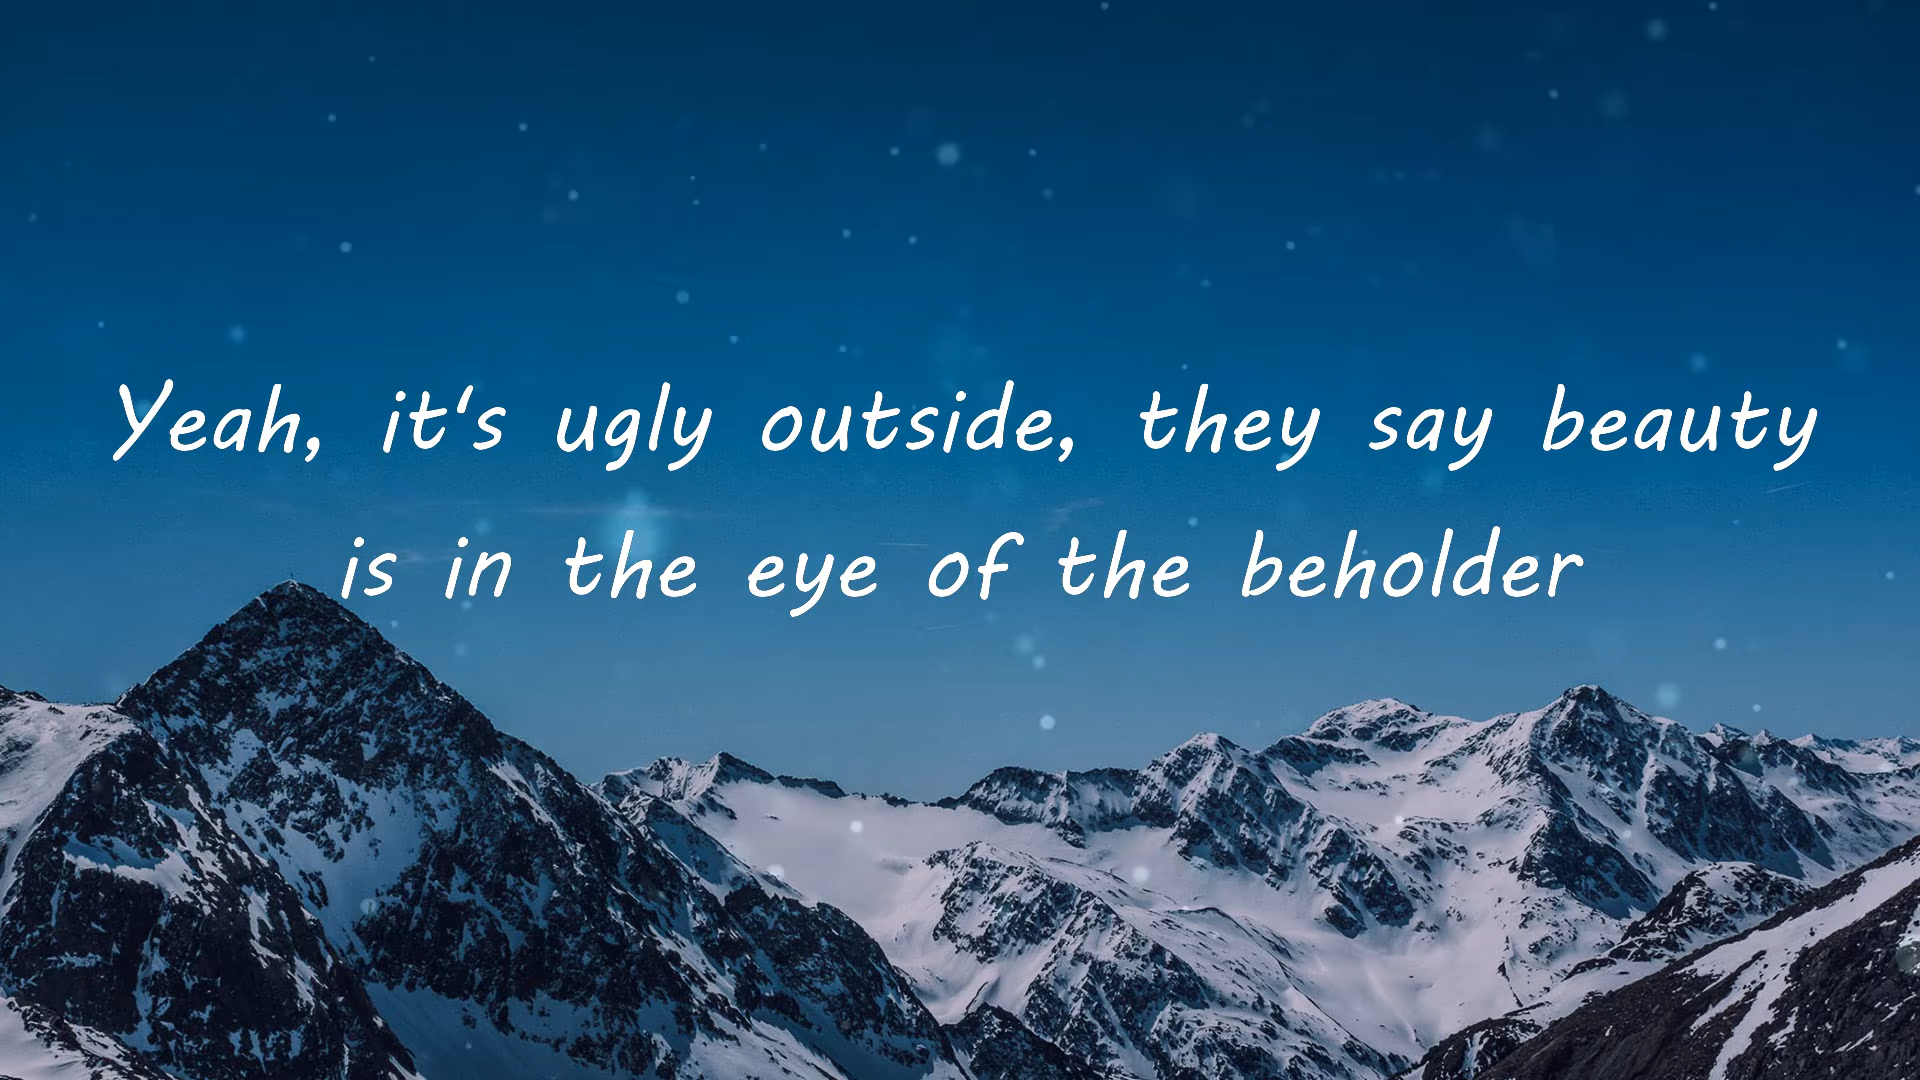 Yeah, it's ugly outside, they say beauty
is in the eye of the beholder